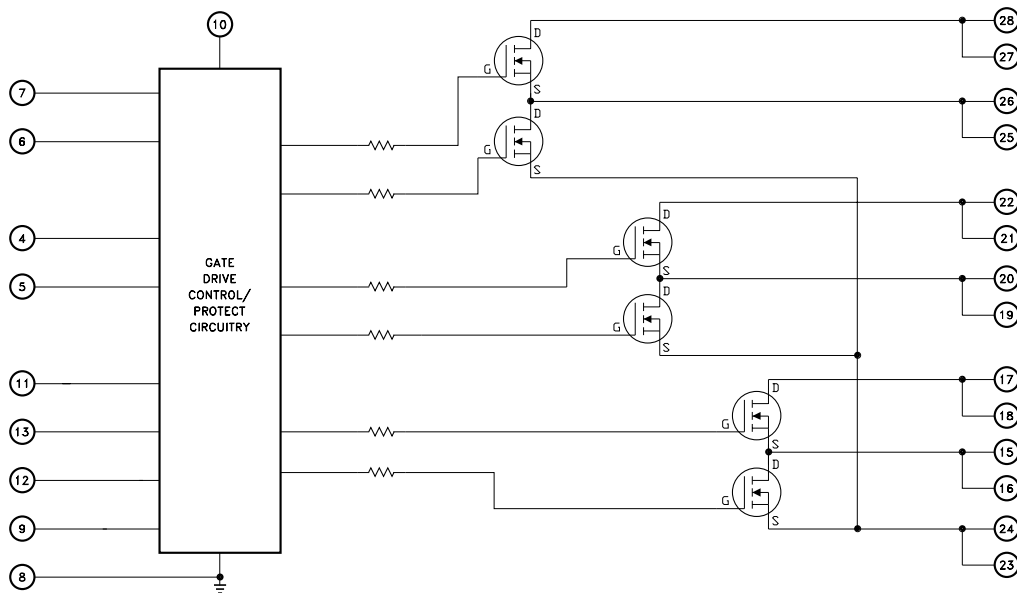 10
28
D
7
27
G
S
26
6
D
25
G
S
22
4
D
21
GATE
DRIVE
CONTROL/
PROTECT
CIRCUITRY
G
S
20
5
D
19
G
S
11
17
D
18
13
G
S
15
12
D
16
G
S
9
24
8
23